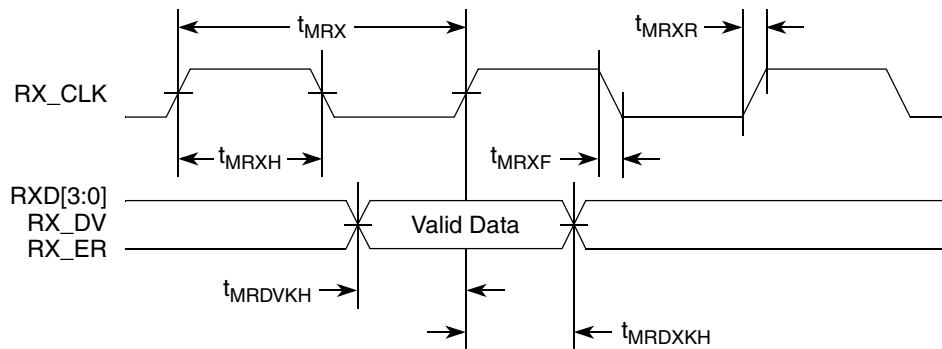 tMRX
tMRXR
RX_CLK
tMRXH
tMRXF
RXD[3:0]
RX_DV
RX_ER
Valid Data
tMRDVKH
tMRDXKH